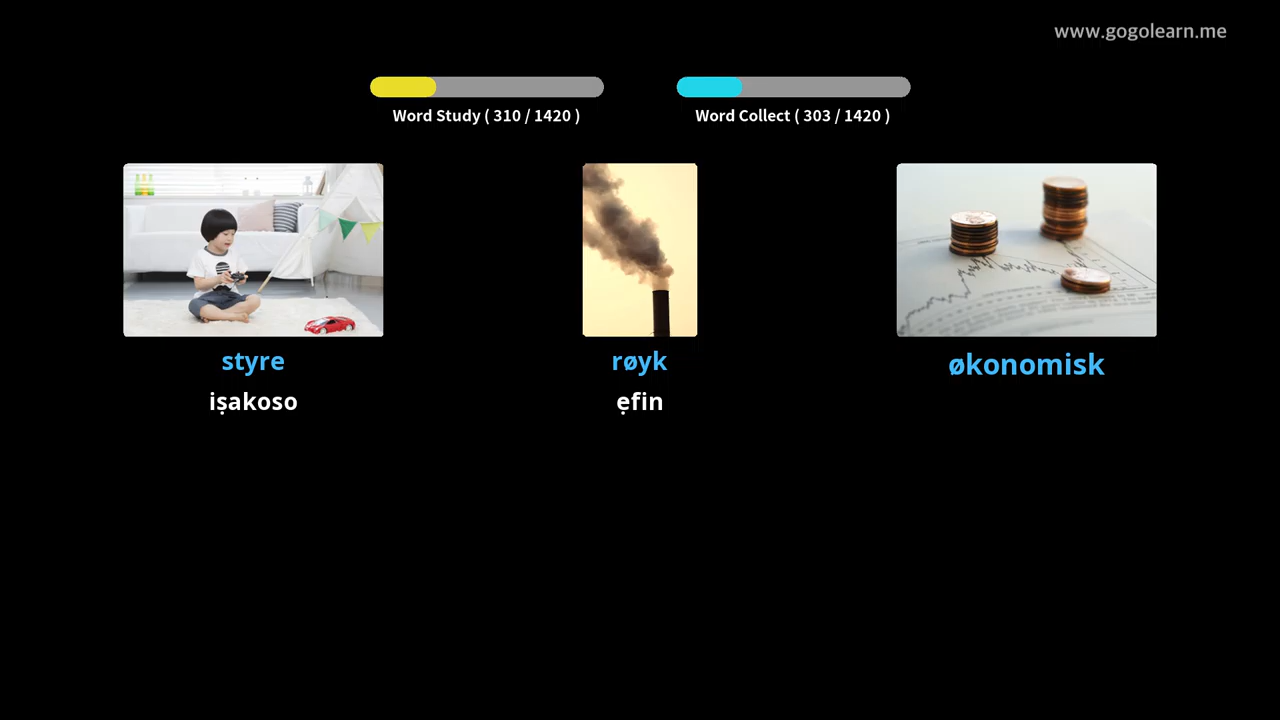 www.gogolearn.me
Word Study ( 310 / 1420 )
Word Collect ( 303 / 1420 )
styre
iṣakoso
røyk
ẹfin
økonomisk